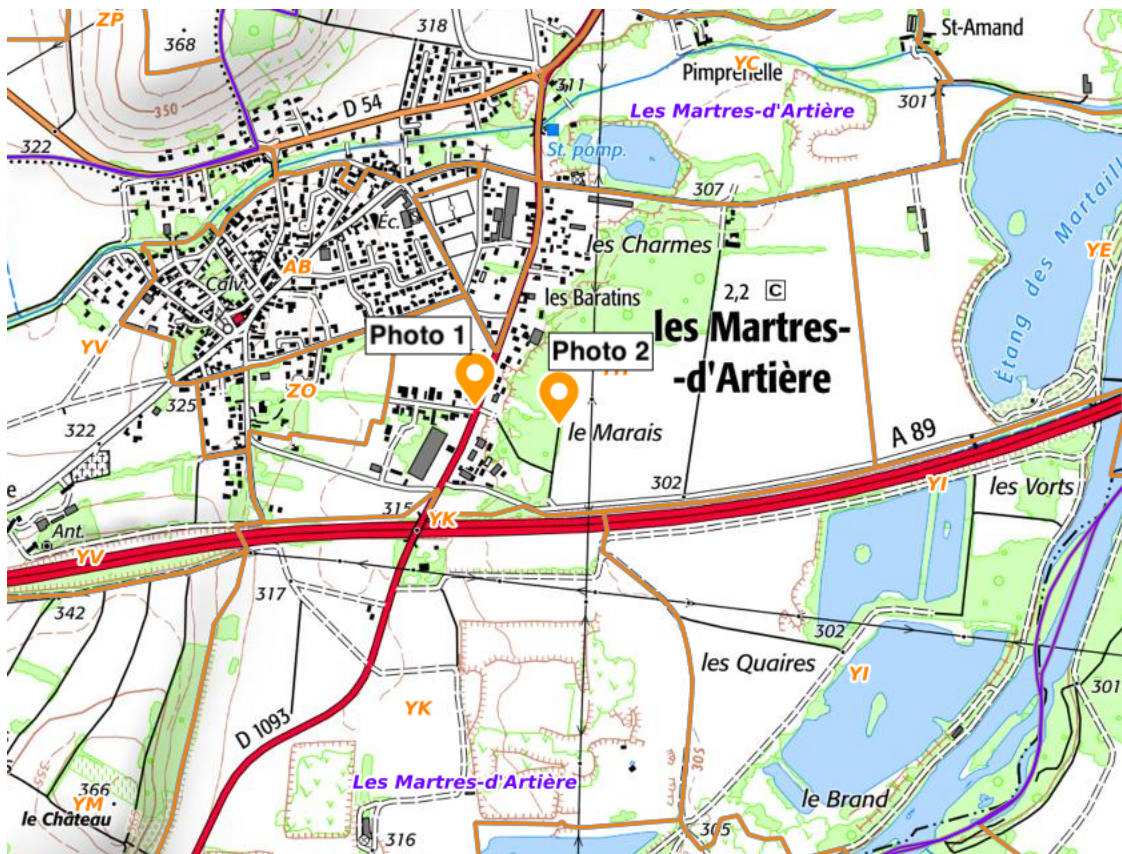 ZP
368
318
St-Amand
Pimprenelle
YC
350
D 54
311
301
Les Martres-d'Artière
322
St. pomp.
307
Éc.
les Charmes
AB
Calv.
les Baratins
2,2 C
Étang des Martaill
YE
YV
Photo 1
Photo 2
les Martres-
-d'Artière
ZO
325
322
le Marais
A 89
e
302
YI
les Vorts
315
YK
Ant.
YV
317
342
302
les Quaires
YI
301
D 1093
YK
305
355
Les Martres-d'Artière
366
YM
le Château
le Brand
316
305